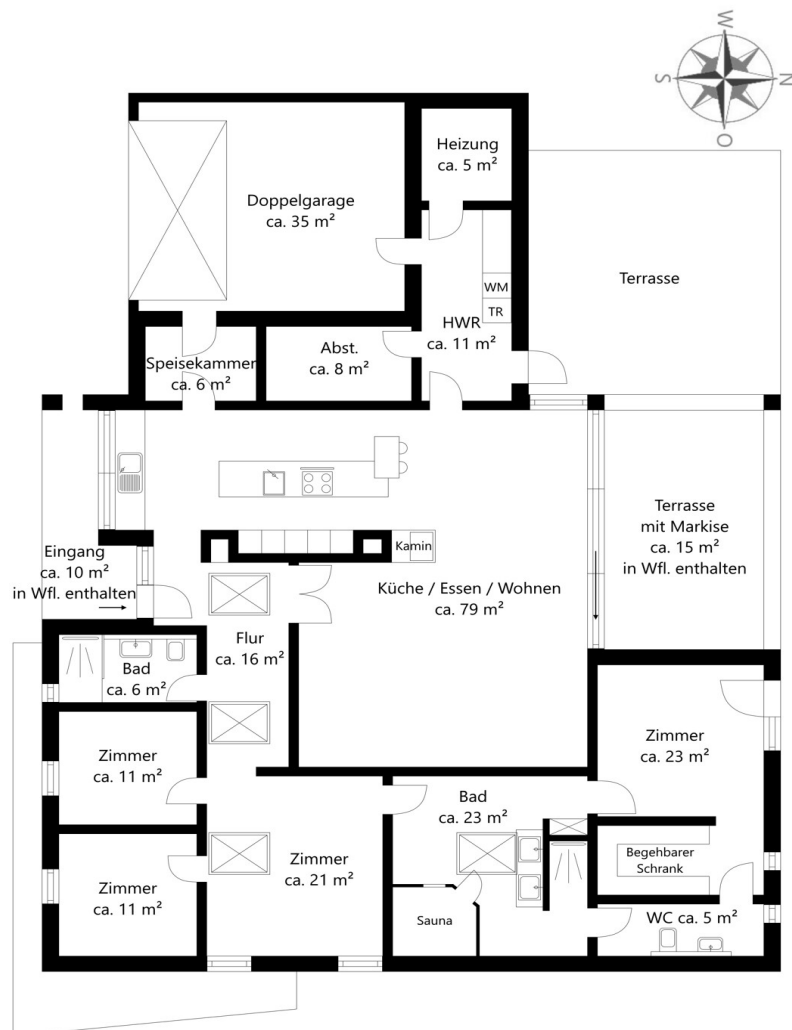 W
S
N
O
Heizung
ca. 5 m²
Doppelgarage
ca. 35 m²
Terrasse
WM
TR
HWR
ca. 11 m²
Speisekammer
ca. 6 m²
Abst.
ca. 8 m²
Terrasse
mit Markise
ca. 15 m²
in Wfl. enthalten
Kamin
Eingang
ca. 10 m²
in Wfl. enthalten
Küche / Essen / Wohnen
ca. 79 m²
Flur
ca. 16 m²
Bad
ca. 6 m²
Zimmer
ca. 11 m²
Zimmer
ca. 23 m²
Bad
ca. 23 m²
Zimmer
ca. 21 m²
Begehbarer
Schrank
Zimmer
ca. 11 m²
Sauna
WC ca. 5 m²